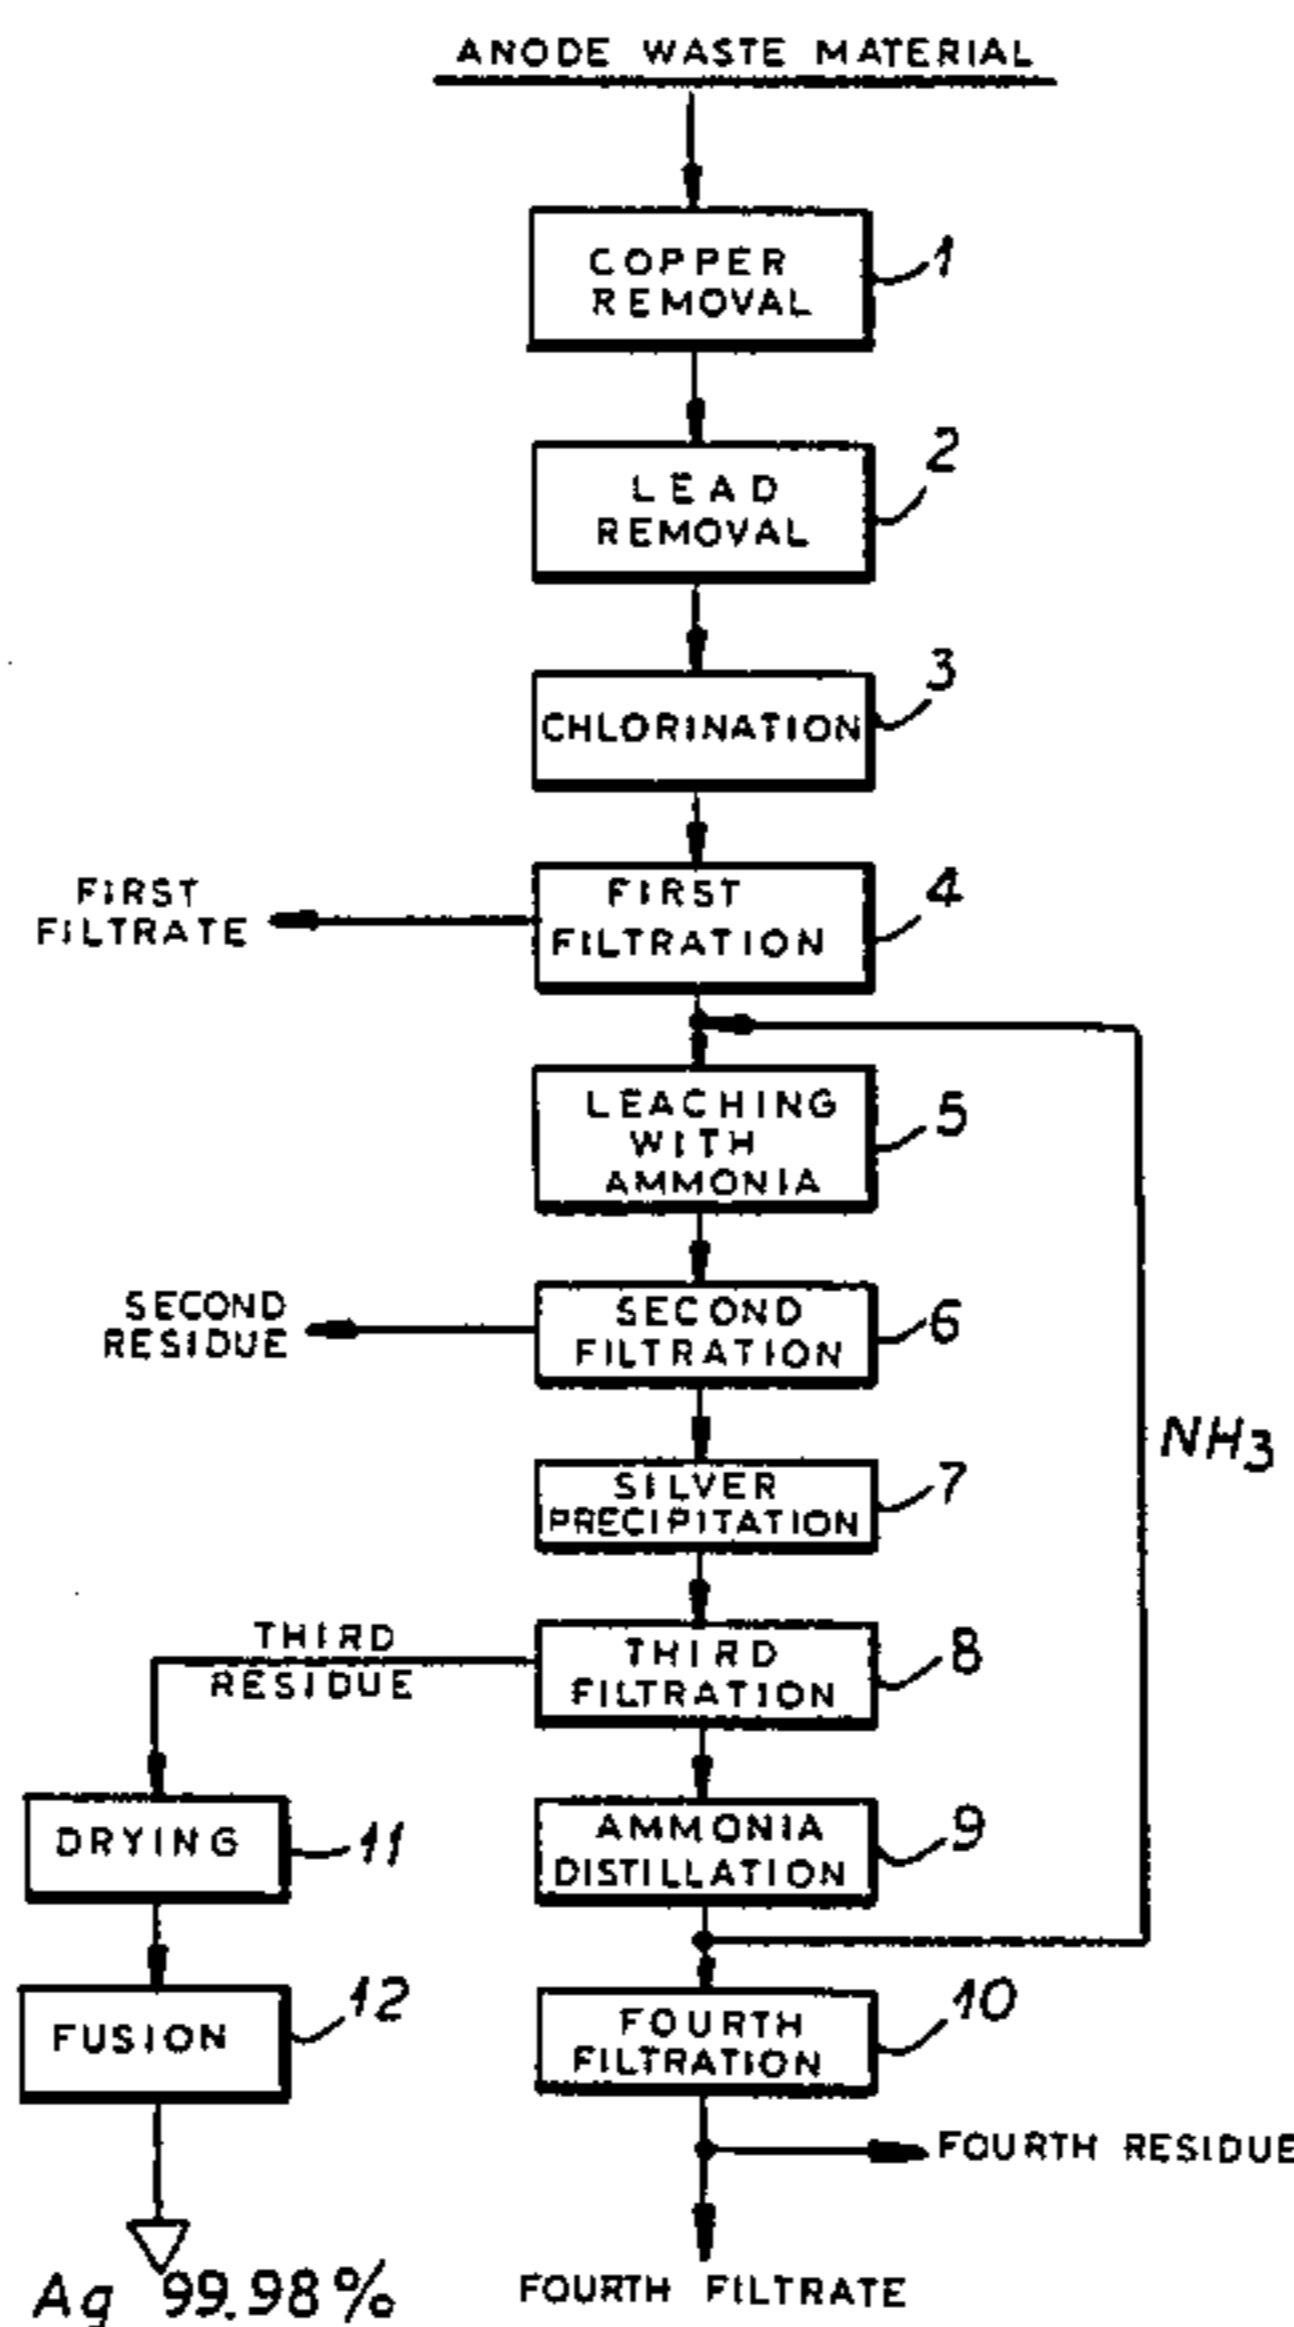 ANODE WASTE MATERIAL
COPPER
REMOVAL
1
LEAD
REMOVAL
2
CHLORINATION
3
FIRST
FILTRATION
4
FIRST
FILTRATE
LEACHING
WITH
AMMONIA
5
SECOND
FILTRATION
6
SECOND
RESIDUE
NH3
SILVER
PRECIPITATION
7
THIRD
FILTRATION
8
THIRD
RESIDUE
AMMONIA
DISTILLATION
9
DRYING
11
FUSION
12
FOURTH
FILTRATION
10
FOURTH RESIDUE
Ag 99.98%
FOURTH FILTRATE